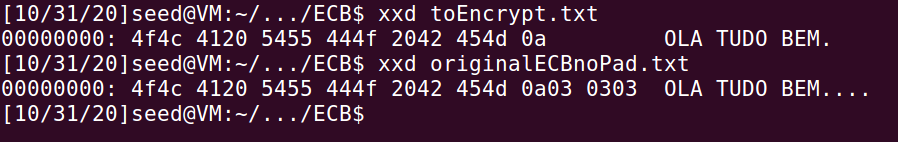 [10/31/20]seed@VM:~/.../ECB$ xxd toEncrypt.txt
00000000: 4f4c 4120 5455 444f 2042 454d 0a        OLA TUDO BEM.
[10/31/20]seed@VM:~/.../ECB$ xxd originalECBnoPad.txt
00000000: 4f4c 4120 5455 444f 2042 454d 0a03 0303  OLA TUDO BEM....
[10/31/20]seed@VM:~/.../ECB$